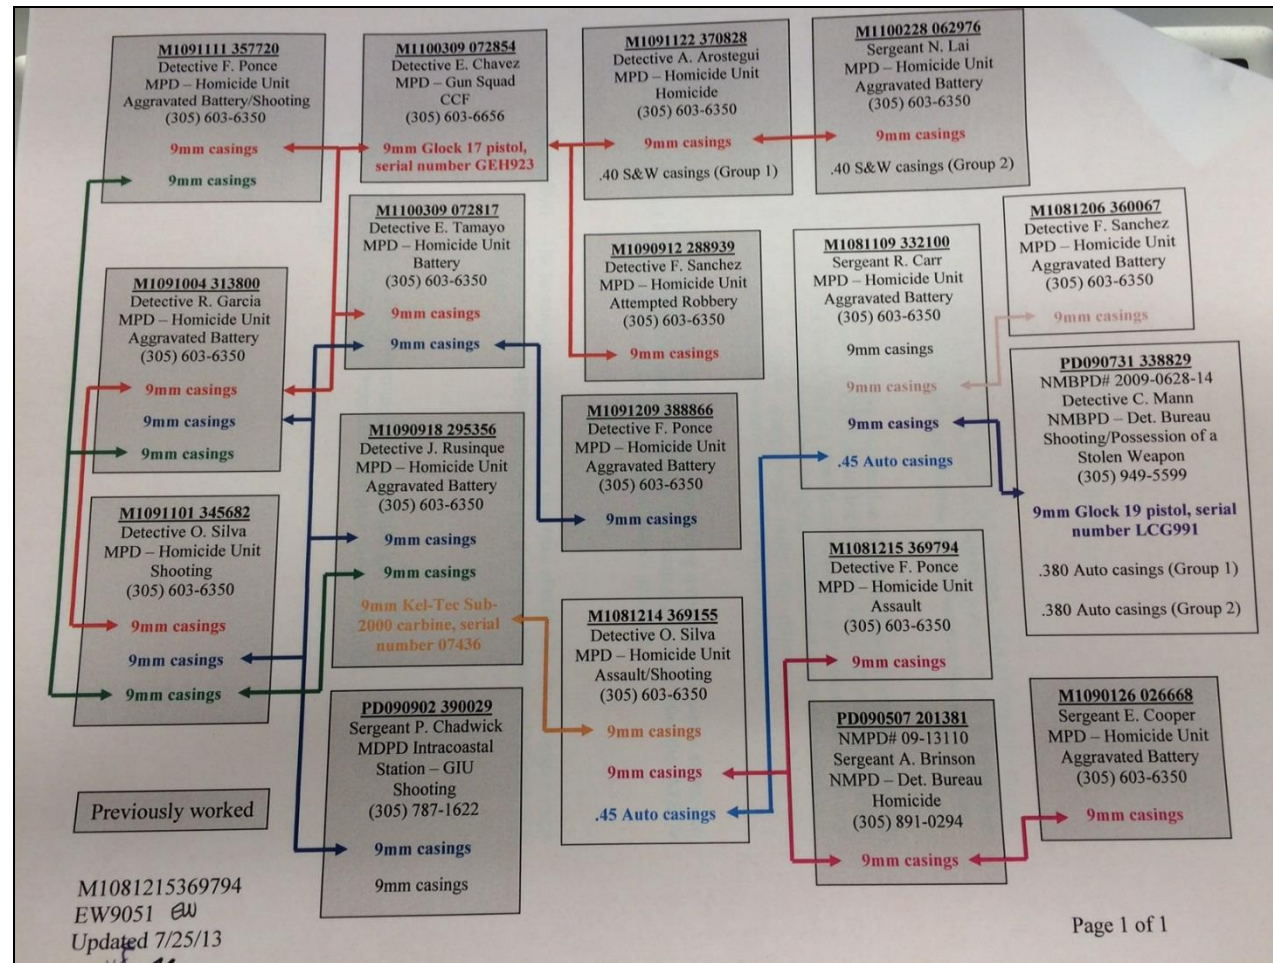 M1091111 357720
Detective F. Ponce
MPD – Homicide Unit
Aggravated Battery/Shooting
(305) 603-6350
9mm casings
9mm casings
M1100309 072854
Detective E. Chavez
MPD – Gun Squad
CCF
(305) 603-6656
9mm Glock 17 pistol,
serial number GEH923
M1091122 370828
Detective A. Arostegui
MPD – Homicide Unit
Homicide
(305) 603-6350
9mm casings
.40 S&W casings (Group 1)
M1100228 062976
Sergeant N. Lai
MPD – Homicide Unit
Aggravated Battery
(305) 603-6350
9mm casings
.40 S&W casings (Group 2)
M1091004 313800
Detective R. Garcia
MPD – Homicide Unit
Aggravated Battery
(305) 603-6350
9mm casings
9mm casings
9mm casings
M1100309 072817
Detective E. Tamayo
MPD – Homicide Unit
Battery
(305) 603-6350
9mm casings
9mm casings
M1090912 288939
Detective F. Sanchez
MPD – Homicide Unit
Attempted Robbery
(305) 603-6350
9mm casings
M1081109 332100
Sergeant R. Carr
MPD – Homicide Unit
Aggravated Battery
(305) 603-6350
9mm casings
9mm casings
9mm casings
.45 Auto casings
M1081206 360067
Detective F. Sanchez
MPD – Homicide Unit
Aggravated Battery
(305) 603-6350
9mm casings
M1091101 345682
Detective O. Silva
MPD – Homicide Unit
Shooting
(305) 603-6350
9mm casings
9mm casings
9mm casings
M1090918 295356
Detective J. Rusinque
MPD – Homicide Unit
Aggravated Battery
(305) 603-6350
9mm casings
9mm casings
9mm Kel-Tec Sub-
2000 carbine, serial
number 07436
M1091209 388866
Detective F. Ponce
MPD – Homicide Unit
Aggravated Battery
(305) 603-6350
9mm casings
PD090731 338829
NMBPD# 2009-0628-14
Detective C. Mann
NMBPD – Det. Bureau
Shooting/Possession of a
Stolen Weapon
(305) 949-5599
9mm Glock 19 pistol, serial
number LCG991
.380 Auto casings (Group 1)
.380 Auto casings (Group 2)
M1081215 369794
Detective F. Ponce
MPD – Homicide Unit
Assault
(305) 603-6350
9mm casings
M1081214 369155
Detective O. Silva
MPD – Homicide Unit
Assault/Shooting
(305) 603-6350
9mm casings
9mm casings
.45 Auto casings
PD090902 390029
Sergeant P. Chadwick
MDPD Intracoastal
Station – GIU
Shooting
(305) 787-1622
9mm casings
9mm casings
PD090507 201381
NMPD# 09-13110
Sergeant A. Brinson
NMPD – Det. Bureau
Homicide
(305) 891-0294
9mm casings
M1090126 026668
Sergeant E. Cooper
MPD – Homicide Unit
Aggravated Battery
(305) 603-6350
9mm casings
Previously worked
M1081215369794
EW9051 EW
Updated 7/25/13
Page 1 of 1